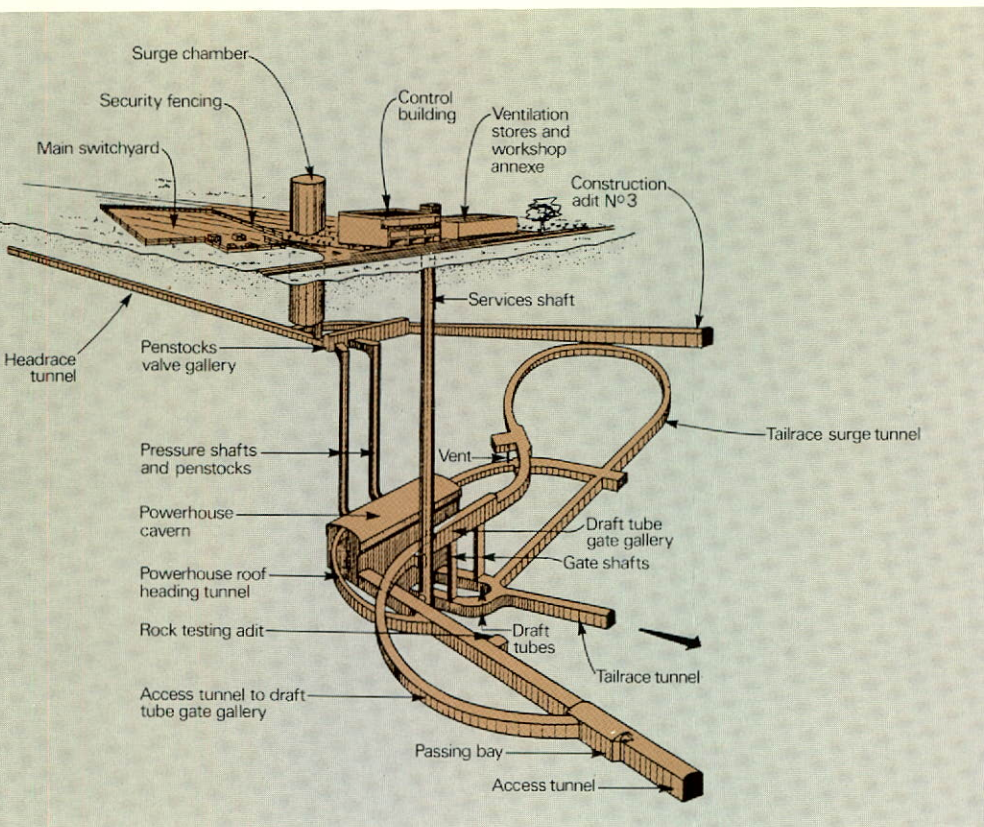 Surge chamber
Security fencing
Control
building
Ventilation
stores and
workshop
annexe
Main switchyard
Construction
adit Nº3
Services shaft
Headrace
tunnel
Penstocks
valve gallery
Tailrace surge tunnel
Pressure shafts
and penstocks
Vent
Powerhouse
cavern
Draft tube
gate gallery
Gate shafts
Powerhouse roof
heading tunnel
Rock testing adit
Draft
tubes
Tailrace tunnel
Access tunnel to draft
tube gate gallery
Passing bay
Access tunnel